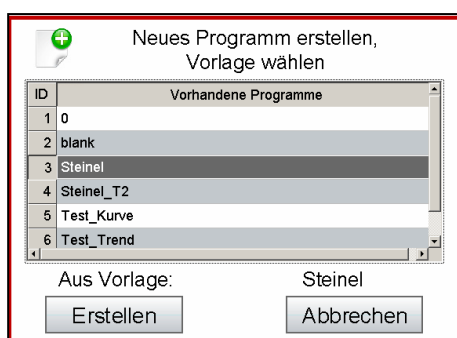 Neues Programm erstellen,
Vorlage wählen
ID Vorhandene Programme
1 0
2 blank
3 Steinel
4 Steinel_T2
5 Test_Kurve
6 Test_Trend
Aus Vorlage: Steinel
Erstellen Abbrechen